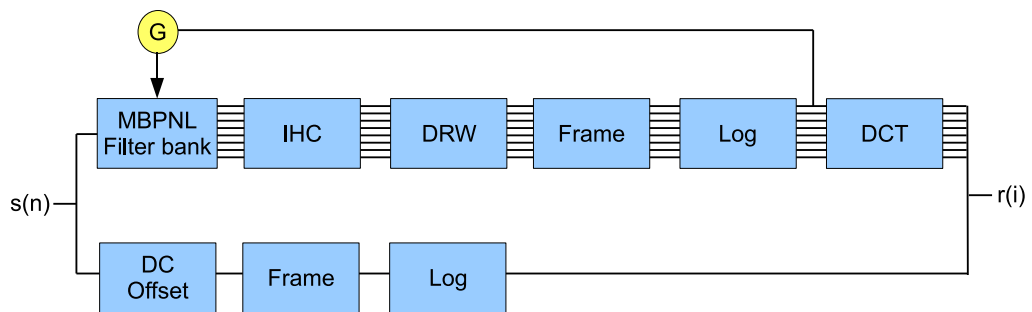 G
MBPNL
Filter bank
IHC
DRW
Frame
Log
DCT
s(n)
r(i)
DC
Offset
Frame
Log